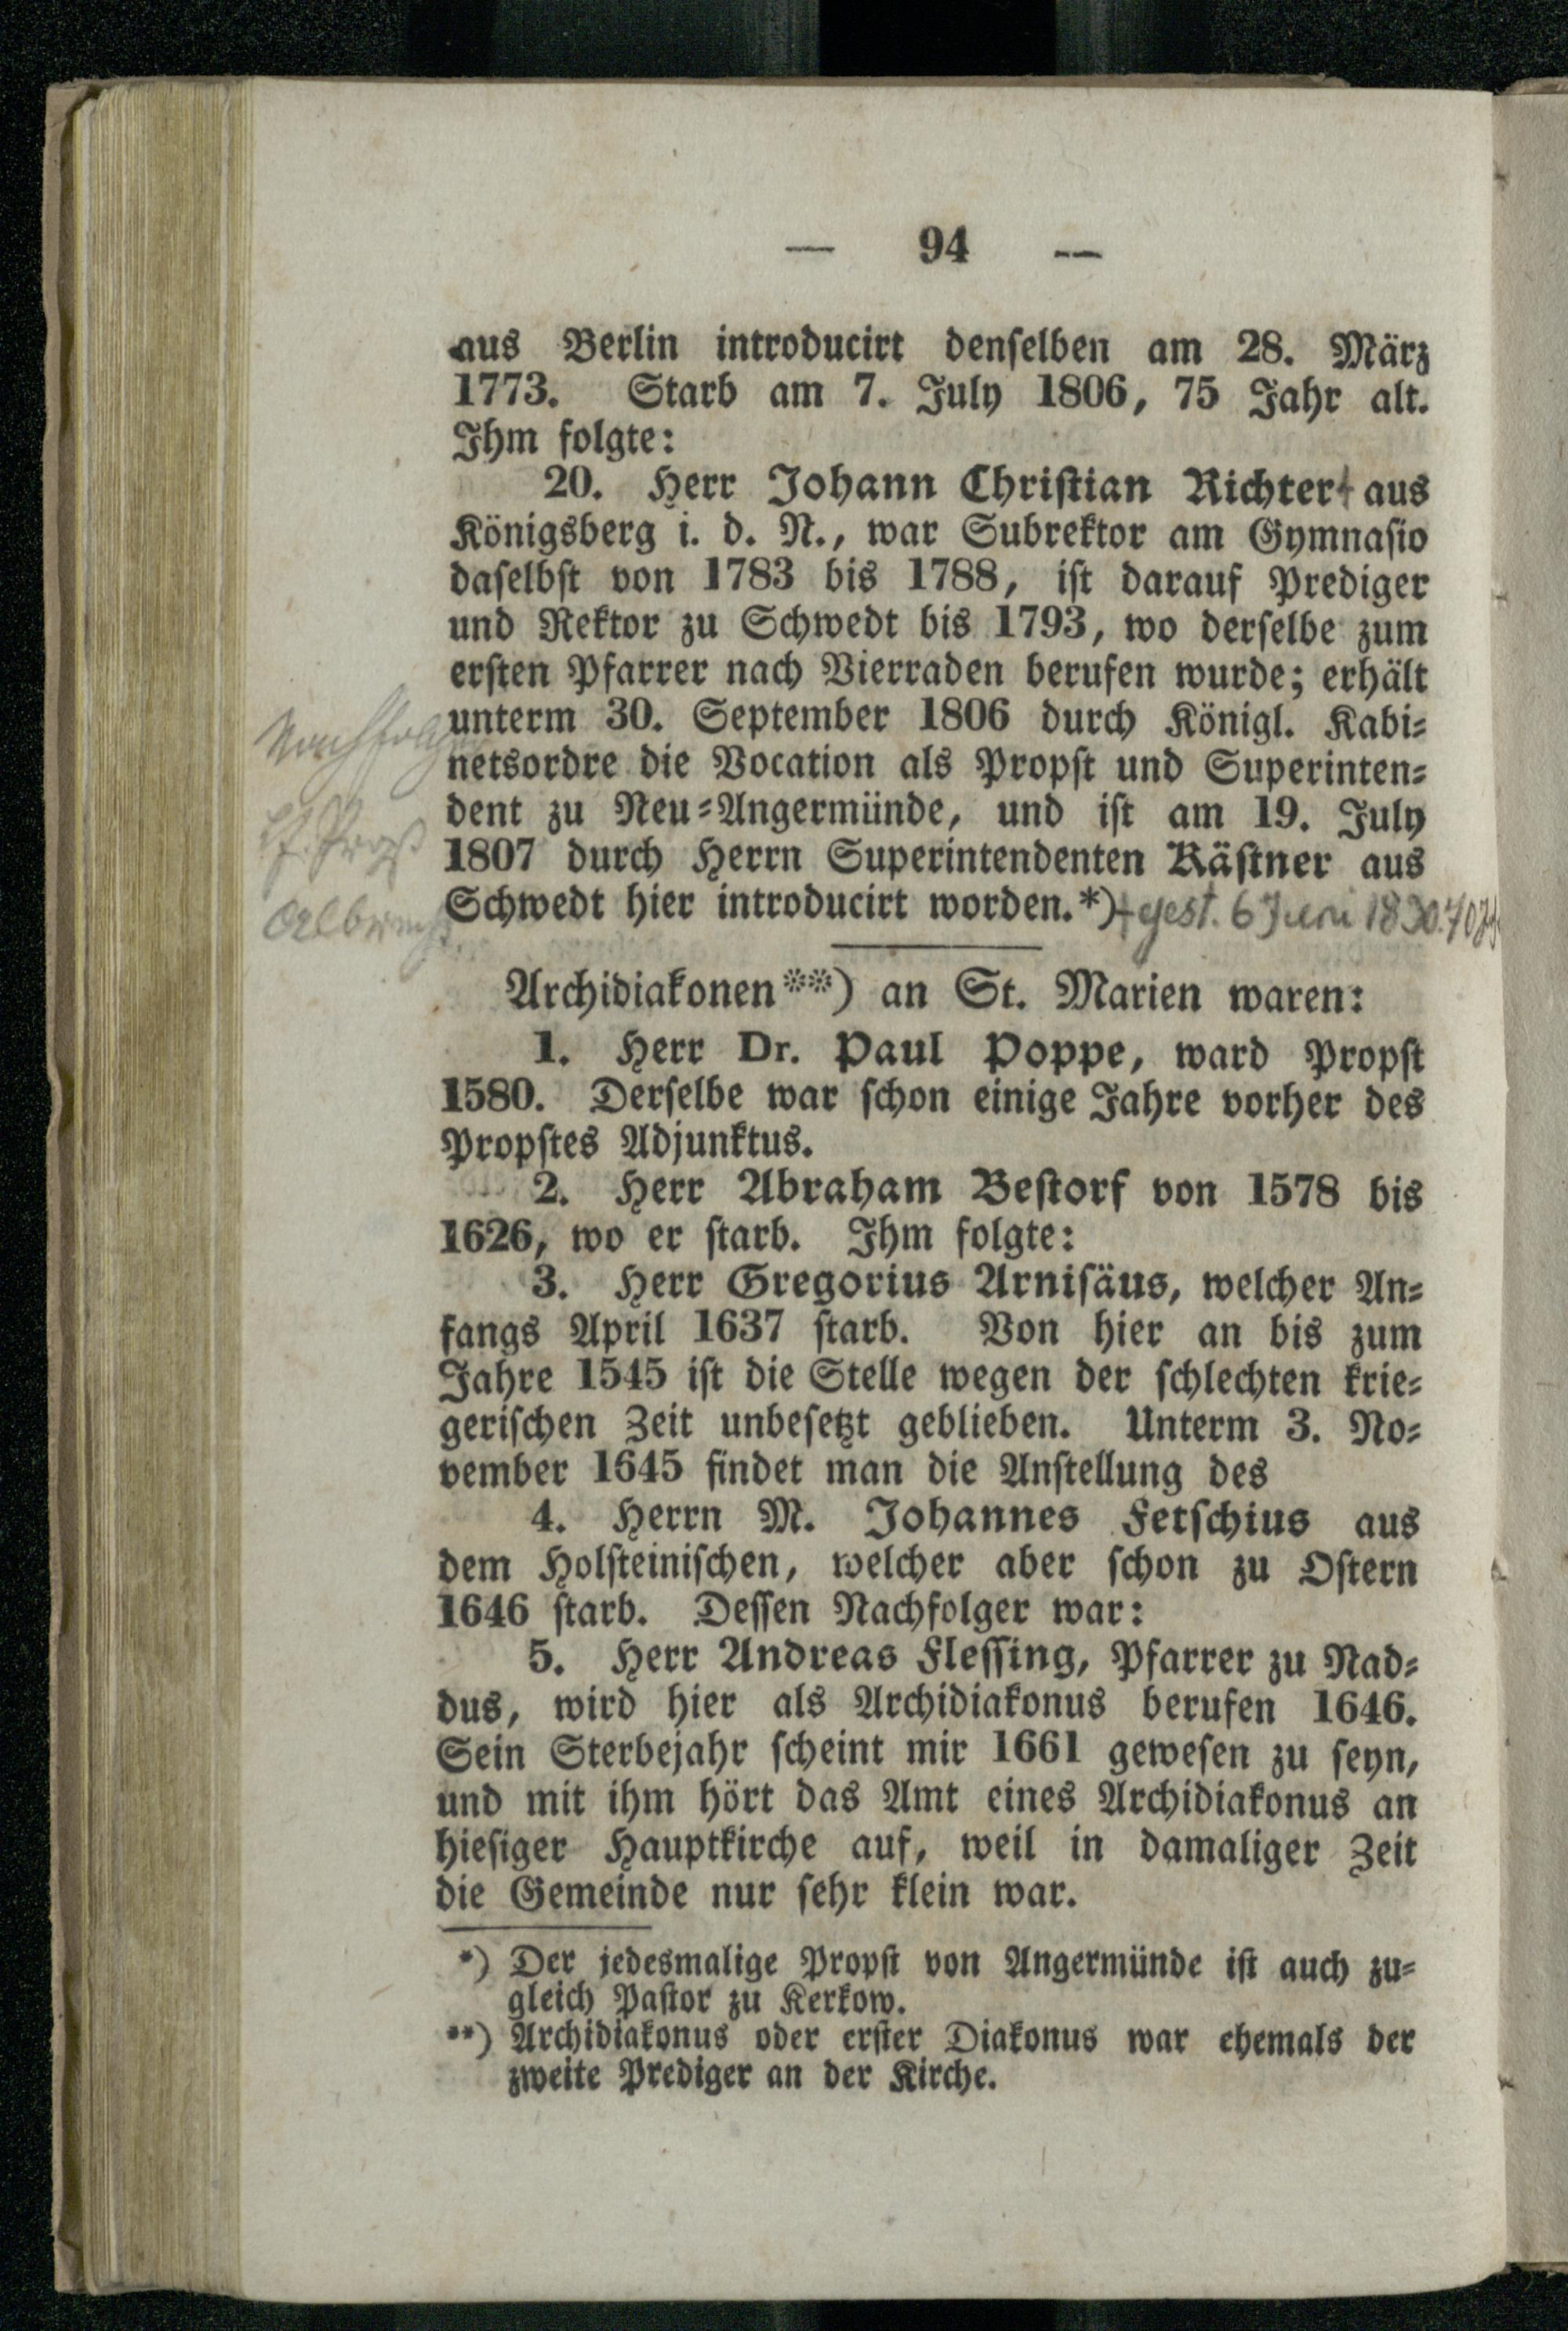 — 94 —
aus Berlin introducirt denselben am 28. März
1773. Starb am 7. July 1806, 75 Jahr alt.
Ihm folgte:
20. Herr Johann Christian Richter† aus
Königsberg i. d. N., war Subrektor am Gymnasio
daselbst von 1783 bis 1788, ist darauf Prediger
und Rektor zu Schwedt bis 1793, wo derselbe zum
ersten Pfarrer nach Vierraden berufen wurde; erhält
unterm 30. September 1806 durch Königl. Kabi⸗
netsordre die Vocation als Propst und Superinten⸗
dent zu Neu⸗Angermünde, und ist am 19. July
1807 durch Herrn Superintendenten Kästner aus
Schwedt hier introducirt worden.*) † gest. 6 Juni 1830.
Archidiakonen**) an St. Marien waren:
1. Herr Dr. Paul Poppe, ward Propst
1580. Derselbe war schon einige Jahre vorher des
Propstes Adjunktus.
2. Herr Abraham Bestorf von 1578 bis
1626, wo er starb. Ihm folgte:
3. Herr Gregorius Arnisäus, welcher An⸗
fangs April 1637 starb. Von hier an bis zum
Jahre 1545 ist die Stelle wegen der schlechten krie⸗
gerischen Zeit unbesetzt geblieben. Unterm 3. No⸗
vember 1645 findet man die Anstellung des
4. Herrn M. Johannes Fetschius aus
dem Holsteinischen, welcher aber schon zu Ostern
1646 starb. Dessen Nachfolger war:
5. Herr Andreas Flessing, Pfarrer zu Nad⸗
dus, wird hier als Archidiakonus berufen 1646.
Sein Sterbejahr scheint mir 1661 gewesen zu seyn,
und mit ihm hört das Amt eines Archidiakonus an
hiesiger Hauptkirche auf, weil in damaliger Zeit
die Gemeinde nur sehr klein war.
*) Der jedesmalige Propst von Angermünde ist auch zu⸗
gleich Pastor zu Kerkow.
**) Archidiakonus oder erster Diakonus war ehemals der
zweite Prediger an der Kirche.